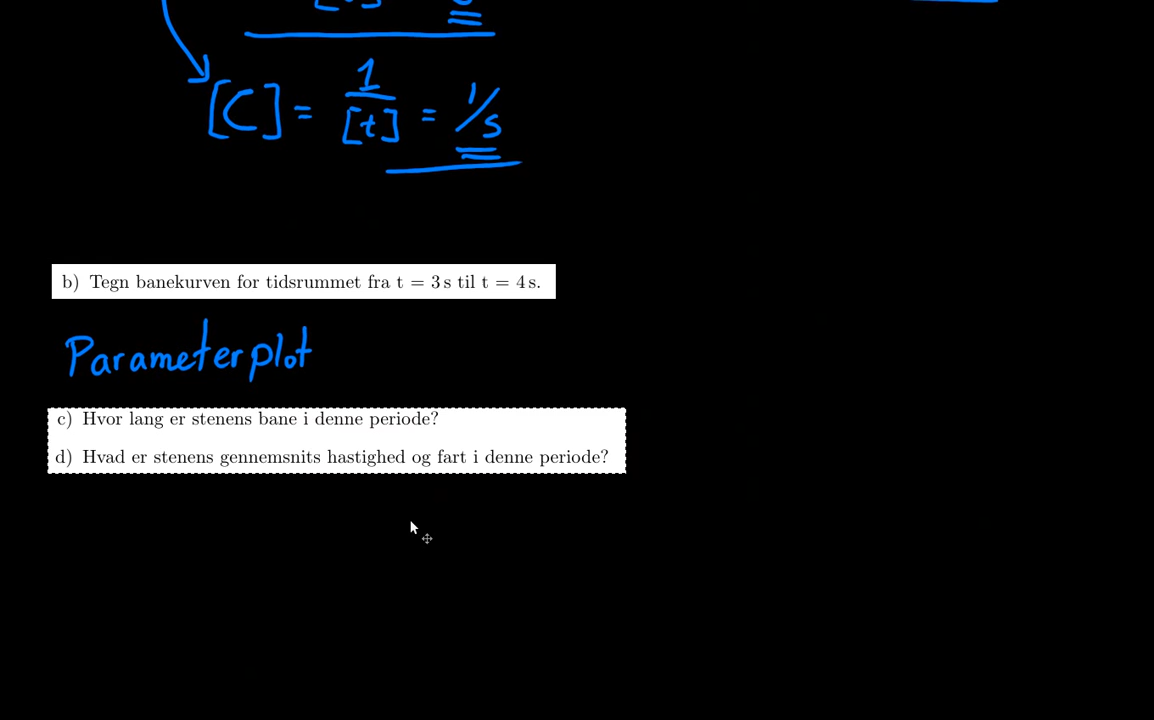 [C] = 1/[t] = 1/s
b) Tegn banekurven for tidsrummet fra t = 3 s til t = 4 s.
Parameterplot
c) Hvor lang er stenens bane i denne periode?
d) Hvad er stenens gennemsnits hastighed og fart i denne periode?